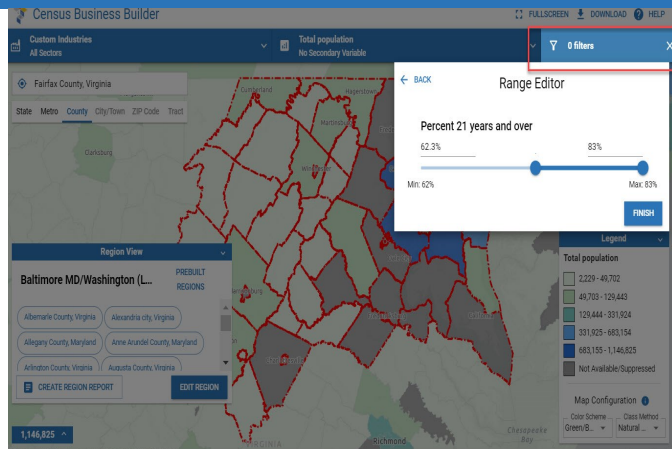 Census Business Builder
FULLSCREEN DOWNLOAD HELP
Custom Industries
All Sectors
Total population
No Secondary Variable
0 filters X
Fairfax County, Virginia
State Metro County City/Town ZIP Code Tract
Cumberland
Hagerstown
Martinsburg
Clarksburg
BACK
Range Editor
Percent 21 years and over
62.3% 83%
Min: 62% Max: 83%
FINISH
Region View
Baltimore MD/Washington (L...
PREBUILT
REGIONS
Albemarle County, Virginia Alexandria city, Virginia
Allegany County, Maryland Anne Arundel County, Maryland
Arlington County, Virginia Augusta County, Virginia
CREATE REGION REPORT EDIT REGION
Legend
Total population
2,229 - 49,702
49,703 - 129,443
129,444 - 331,924
331,925 - 683,154
683,155 - 1,146,825
Not Available/Suppressed
Map Configuration
Color Scheme ... Class Method ...
Green/B... Natural ...
1,146,825
VIRGINIA
Richmond
Chesapeake
Bay